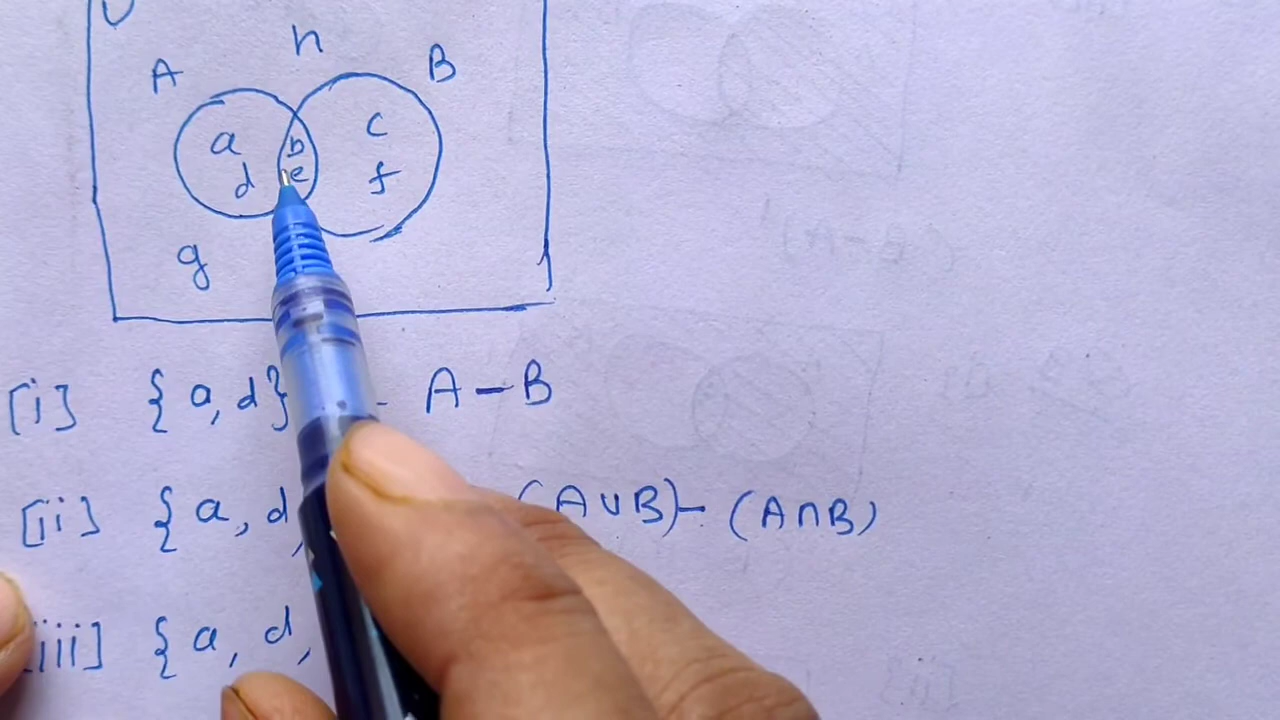 U
h
A B
a b c
d e f
g
[i] {a, d} - A - B
[ii] {a, d, (A∪B) - (A∩B)
[iii] {a, d,